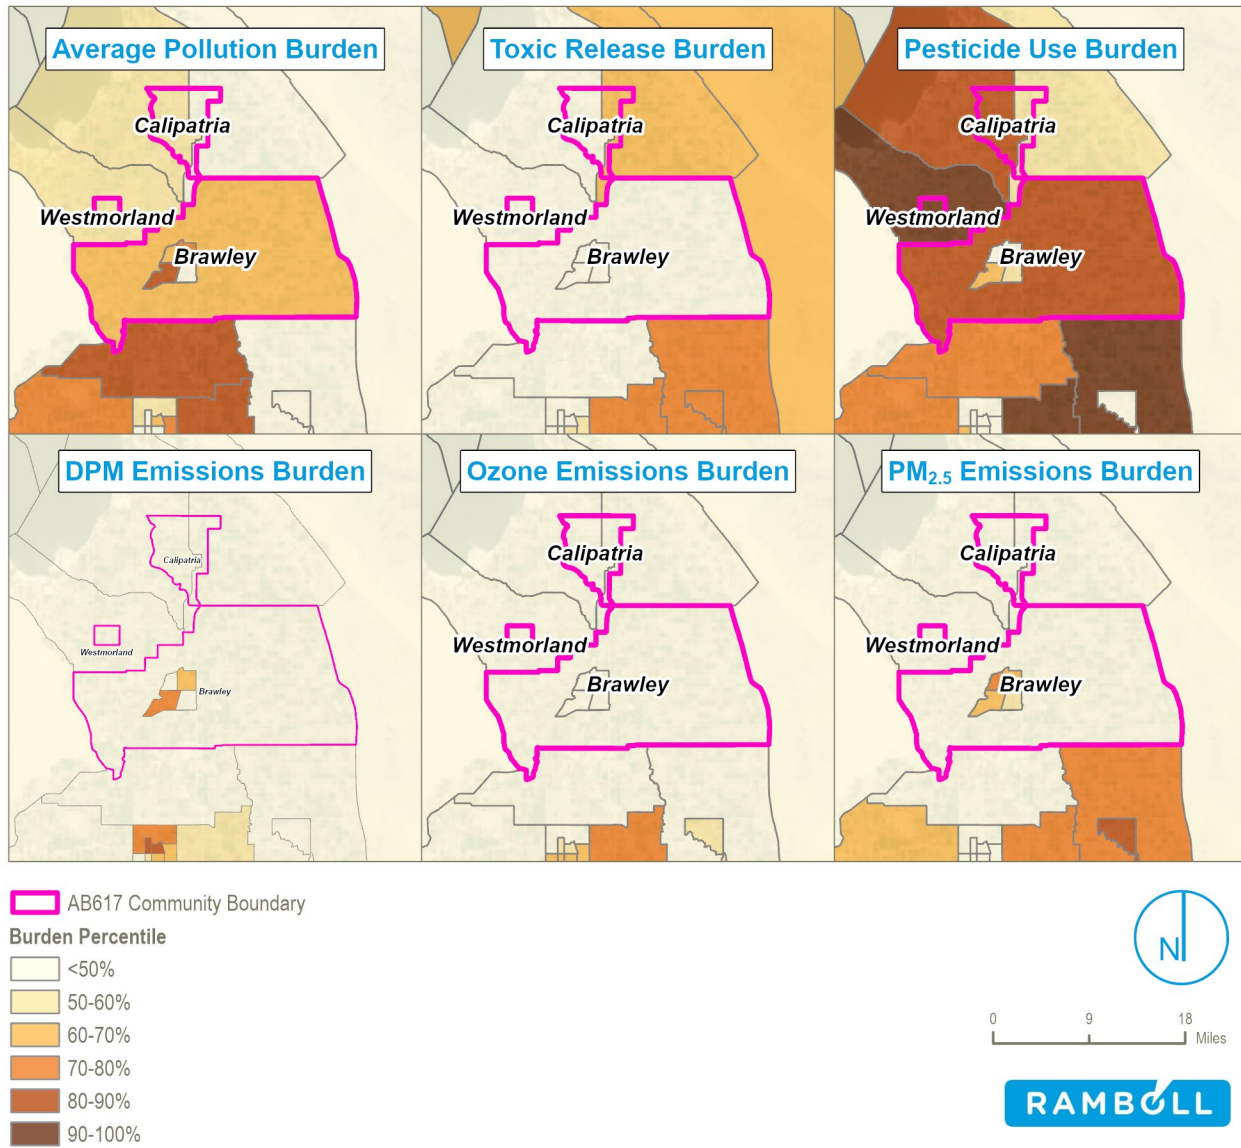 Average Pollution Burden
Calipatria
Westmorland
Brawley
Toxic Release Burden
Calipatria
Westmorland
Brawley
Pesticide Use Burden
Calipatria
Westmorland
Brawley
DPM Emissions Burden
Calipatria
Westmorland
Brawley
Ozone Emissions Burden
Calipatria
Westmorland
Brawley
PM2.5 Emissions Burden
Calipatria
Westmorland
Brawley
AB617 Community Boundary
Burden Percentile
<50%
50-60%
60-70%
70-80%
80-90%
90-100%
N
0 9 18
Miles
RAMBOLL